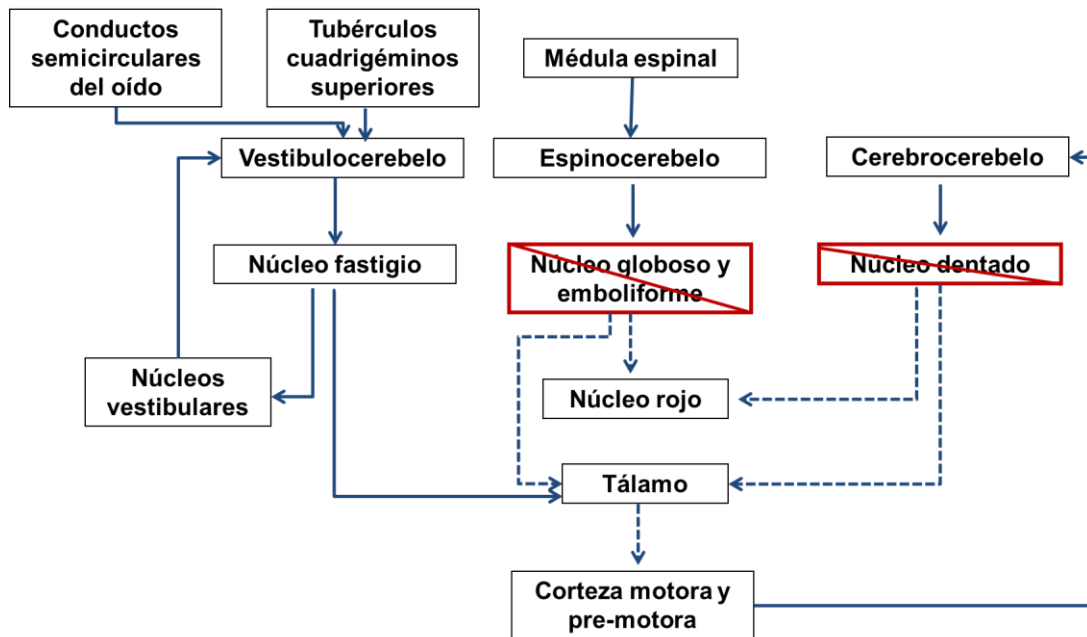 Conductos
semicirculares
del oído
Tubérculos
cuadrigéminos
superiores
Médula espinal
Vestibulocerebelo
Espinocerebelo
Cerebrocerebelo
Núcleo fastigio
Núcleo globoso y
emboliforme
Núcleo dentado
Núcleos
vestibulares
Núcleo rojo
Tálamo
Corteza motora y
pre-motora